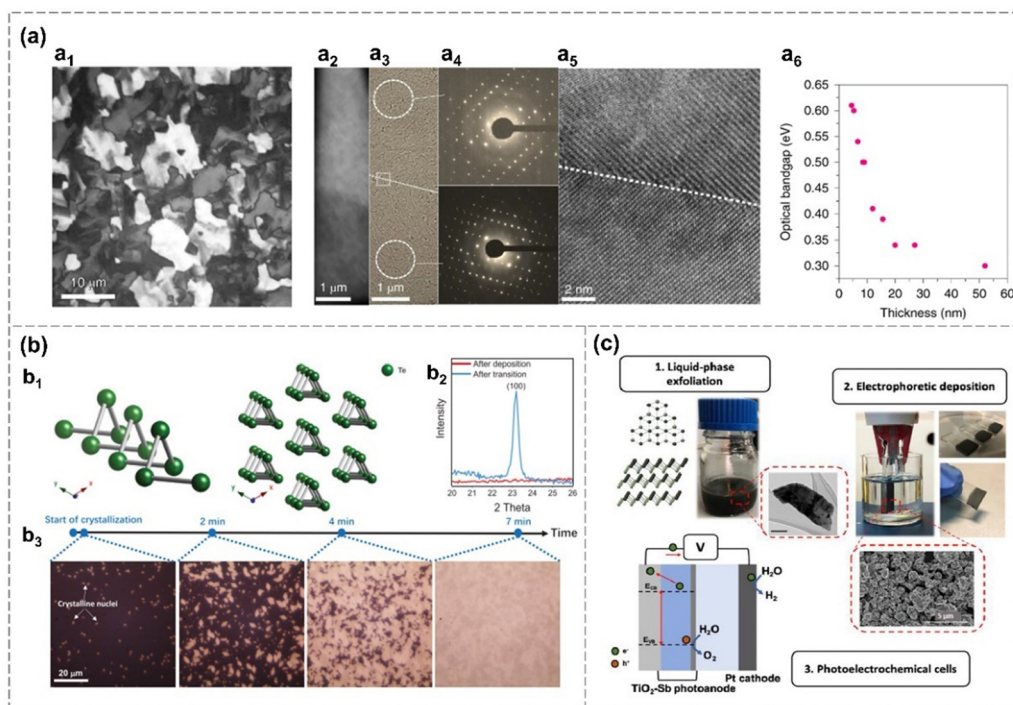 (a)
a1
a2
a3
a4
a5
a6
10 μm
1 μm
1 μm
2 nm
Optical bandgap (eV)
0.65
0.60
0.55
0.50
0.45
0.40
0.35
0.30
0 10 20 30 40 50 60
Thickness (nm)
(b)
b1
Te
y x
y x
b2
After deposition
After transition
(100)
Intensity
20 21 22 23 24 25 26
2 Theta
b3
Start of crystallization
2 min
4 min
7 min
Time
Crystalline nuclei
20 μm
(c)
1. Liquid-phase
exfoliation
2. Electrophoretic deposition
5 μm
V
ECB
EVB
H2O
H2
H2O
O2
e-
h+
Pt cathode
TiO2-Sb photoanode
3. Photoelectrochemical cells